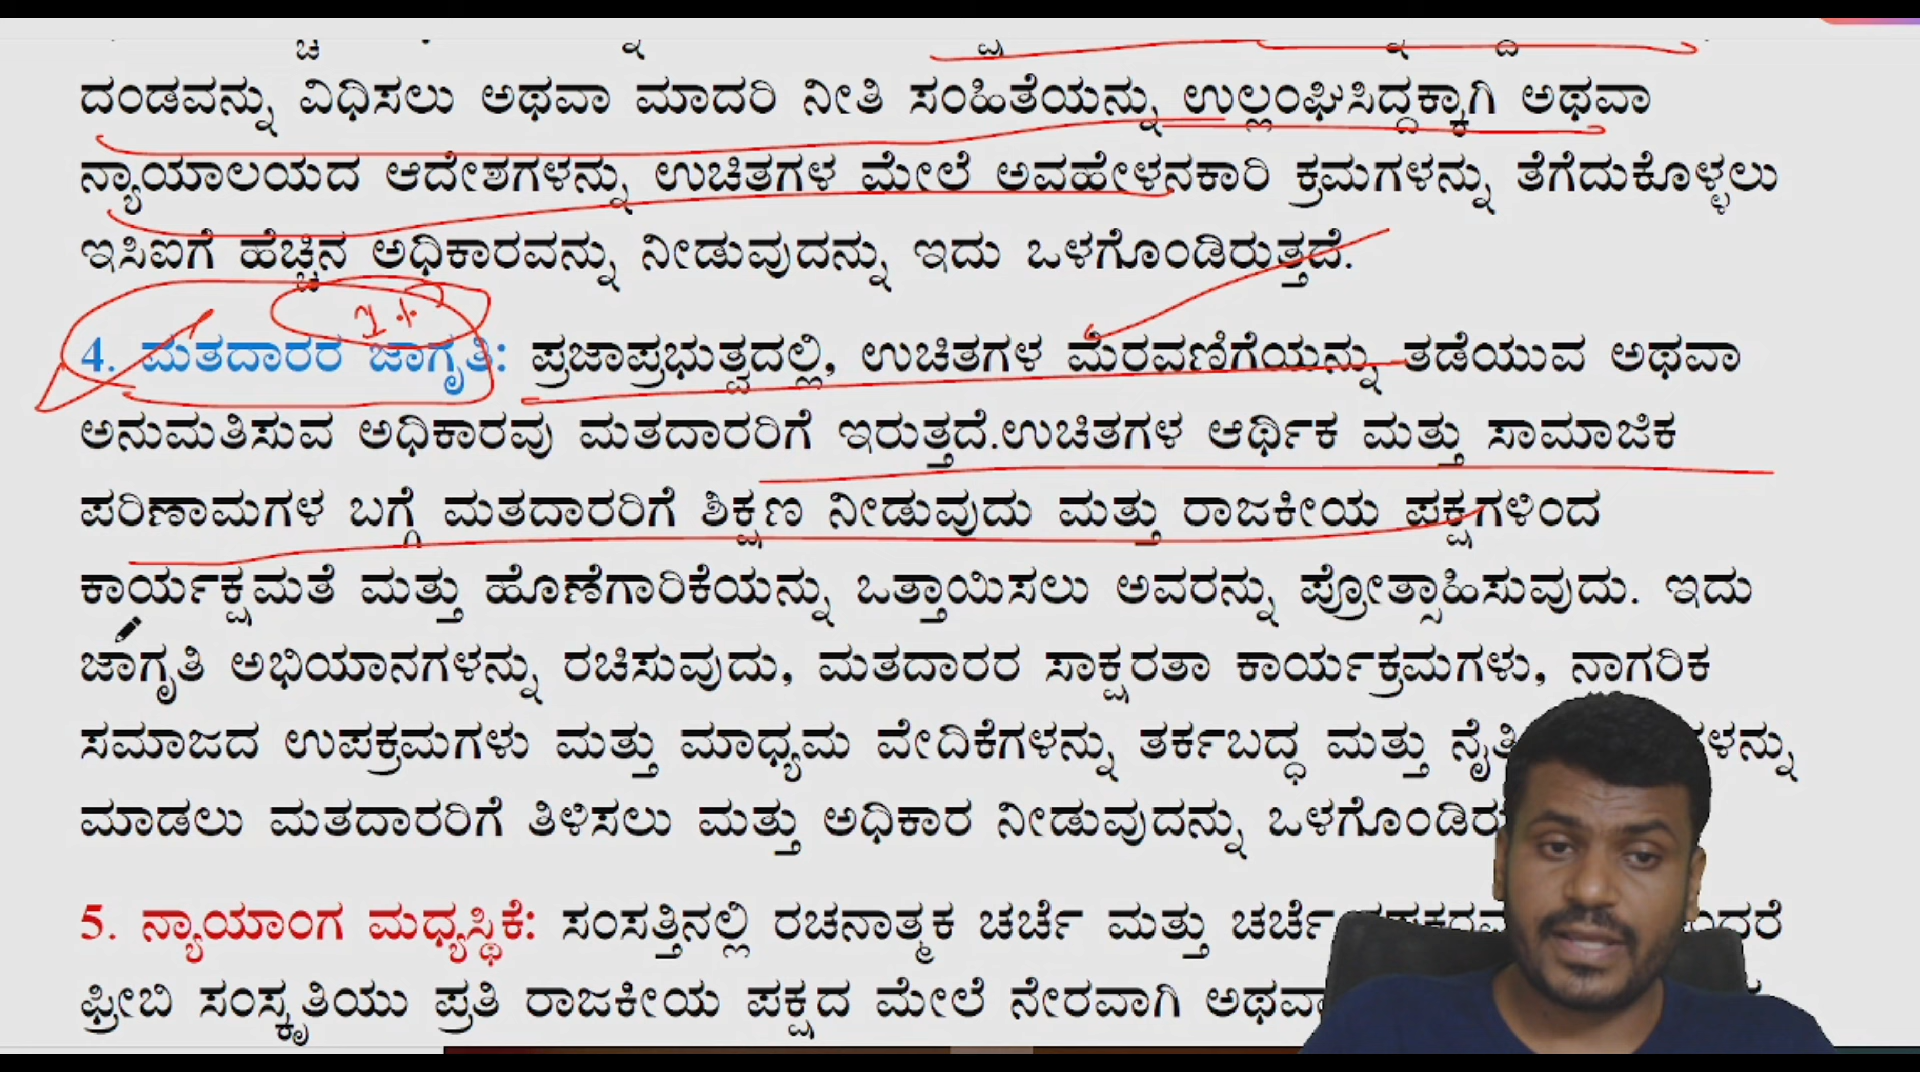 ದಂಡವನ್ನು ವಿಧಿಸಲು ಅಥವಾ ಮಾದರಿ ನೀತಿ ಸಂಹಿತೆಯನ್ನು ಉಲ್ಲಂಘಿಸಿದ್ದಕ್ಕಾಗಿ ಅಥವಾ
ನ್ಯಾಯಾಲಯದ ಆದೇಶಗಳನ್ನು ಉಚಿತಗಳ ಮೇಲೆ ಅವಹೇಳನಕಾರಿ ಕ್ರಮಗಳನ್ನು ತೆಗೆದುಕೊಳ್ಳಲು
ಇಸಿಐಗೆ ಹೆಚ್ಚಿನ ಅಧಿಕಾರವನ್ನು ನೀಡುವುದನ್ನು ಇದು ಒಳಗೊಂಡಿರುತ್ತದೆ.
4. ಮತದಾರರ ಜಾಗೃತಿ: ಪ್ರಜಾಪ್ರಭುತ್ವದಲ್ಲಿ, ಉಚಿತಗಳ ಮೆರವಣಿಗೆಯನ್ನು ತಡೆಯುವ ಅಥವಾ
ಅನುಮತಿಸುವ ಅಧಿಕಾರವು ಮತದಾರರಿಗೆ ಇರುತ್ತದೆ.ಉಚಿತಗಳ ಆರ್ಥಿಕ ಮತ್ತು ಸಾಮಾಜಿಕ
ಪರಿಣಾಮಗಳ ಬಗ್ಗೆ ಮತದಾರರಿಗೆ ಶಿಕ್ಷಣ ನೀಡುವುದು ಮತ್ತು ರಾಜಕೀಯ ಪಕ್ಷಗಳಿಂದ
ಕಾರ್ಯಕ್ಷಮತೆ ಮತ್ತು ಹೊಣೆಗಾರಿಕೆಯನ್ನು ಒತ್ತಾಯಿಸಲು ಅವರನ್ನು ಪ್ರೋತ್ಸಾಹಿಸುವುದು. ಇದು
ಜಾಗೃತಿ ಅಭಿಯಾನಗಳನ್ನು ರಚಿಸುವುದು, ಮತದಾರರ ಸಾಕ್ಷರತಾ ಕಾರ್ಯಕ್ರಮಗಳು, ನಾಗರಿಕ
ಸಮಾಜದ ಉಪಕ್ರಮಗಳು ಮತ್ತು ಮಾಧ್ಯಮ ವೇದಿಕೆಗಳನ್ನು ತರ್ಕಬದ್ಧ ಮತ್ತು
ಮಾಡಲು ಮತದಾರರಿಗೆ ತಿಳಿಸಲು ಮತ್ತು ಅಧಿಕಾರ ನೀಡುವುದನ್ನು
5. ನ್ಯಾಯಾಂಗ ಮಧ್ಯಸ್ಥಿಕೆ: ಸಂಸತ್ತಿನಲ್ಲಿ ರಚನಾತ್ಮಕ ಚರ್ಚೆ ಮತ್ತು ಚರ್ಚೆ
ಫ್ರೀಬಿ ಸಂಸ್ಕೃತಿಯು ಪ್ರತಿ ರಾಜಕೀಯ ಪಕ್ಷದ ಮೇಲೆ ನೇರವಾಗಿ